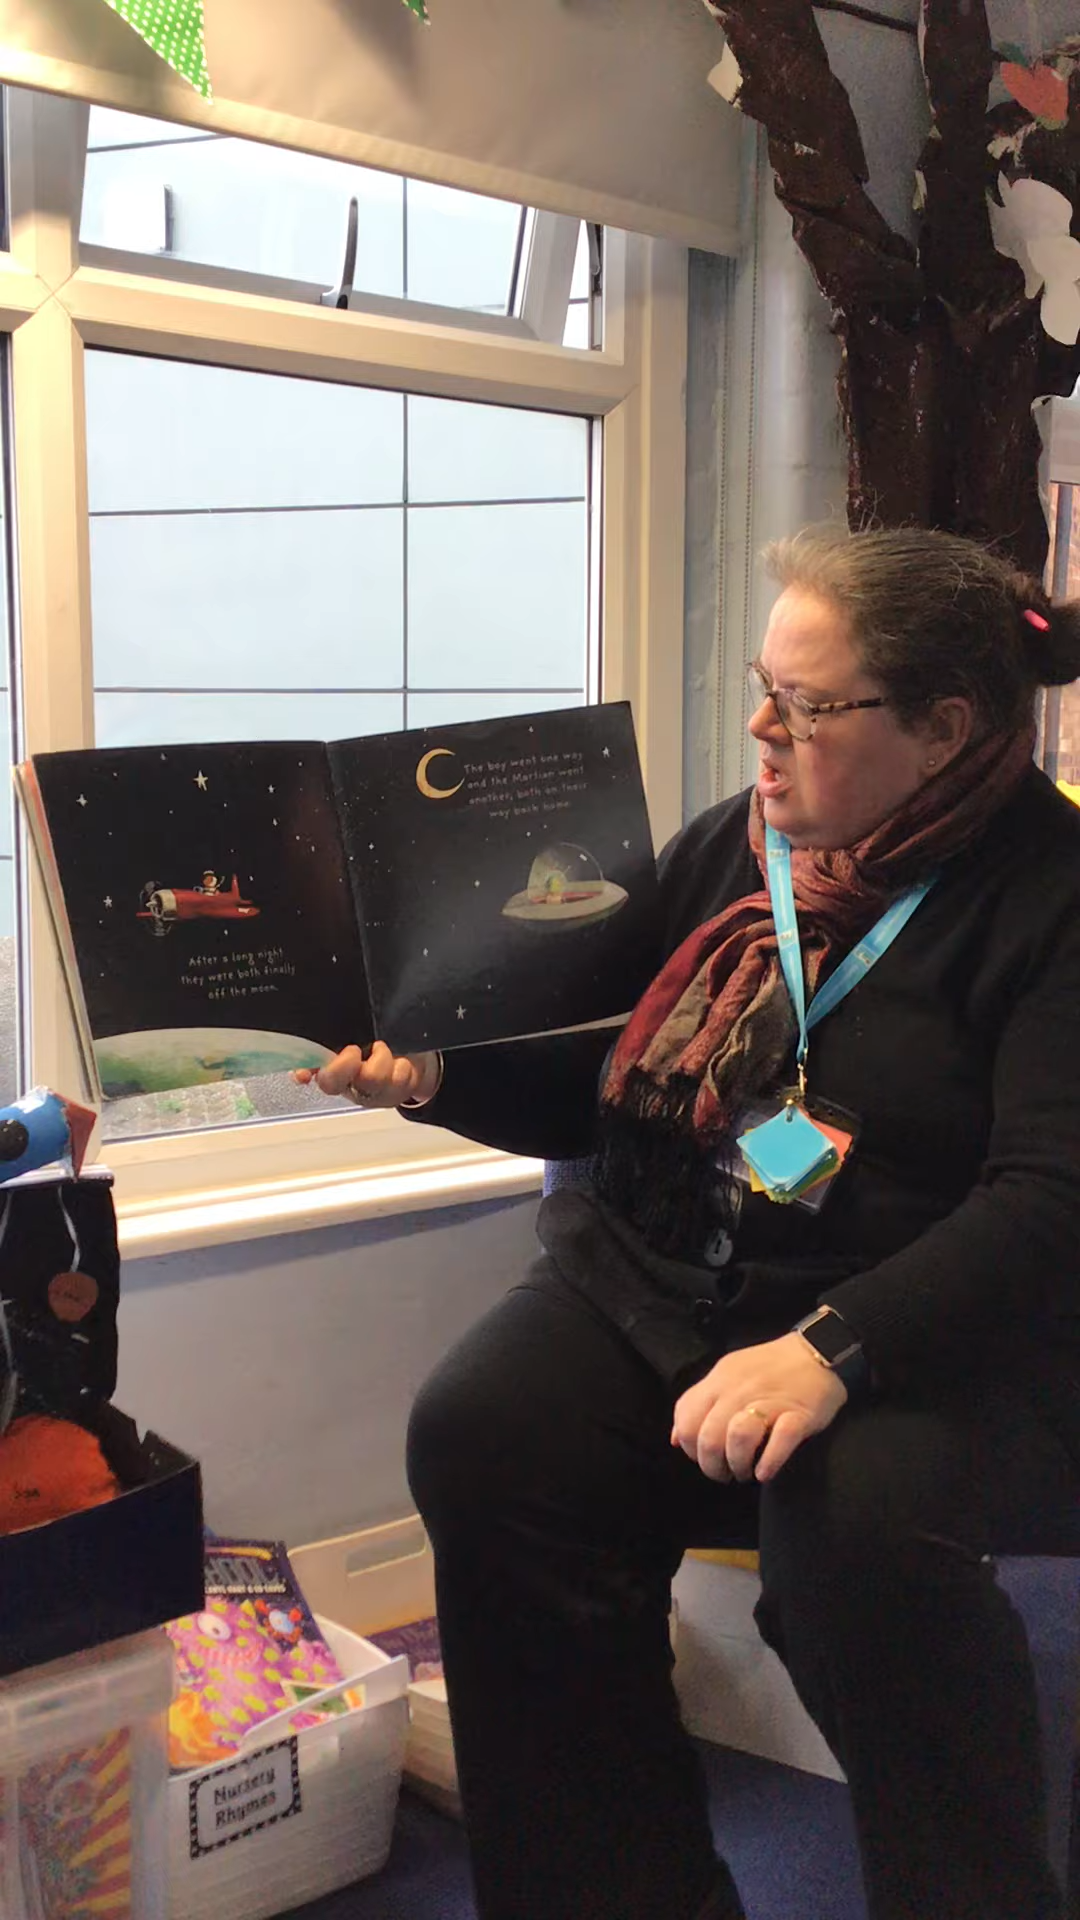 After a long night
they were both finally
off the moon.
The boy went one way
and the Martian went
another, both on their
way back home.
Nursery
Rhymes